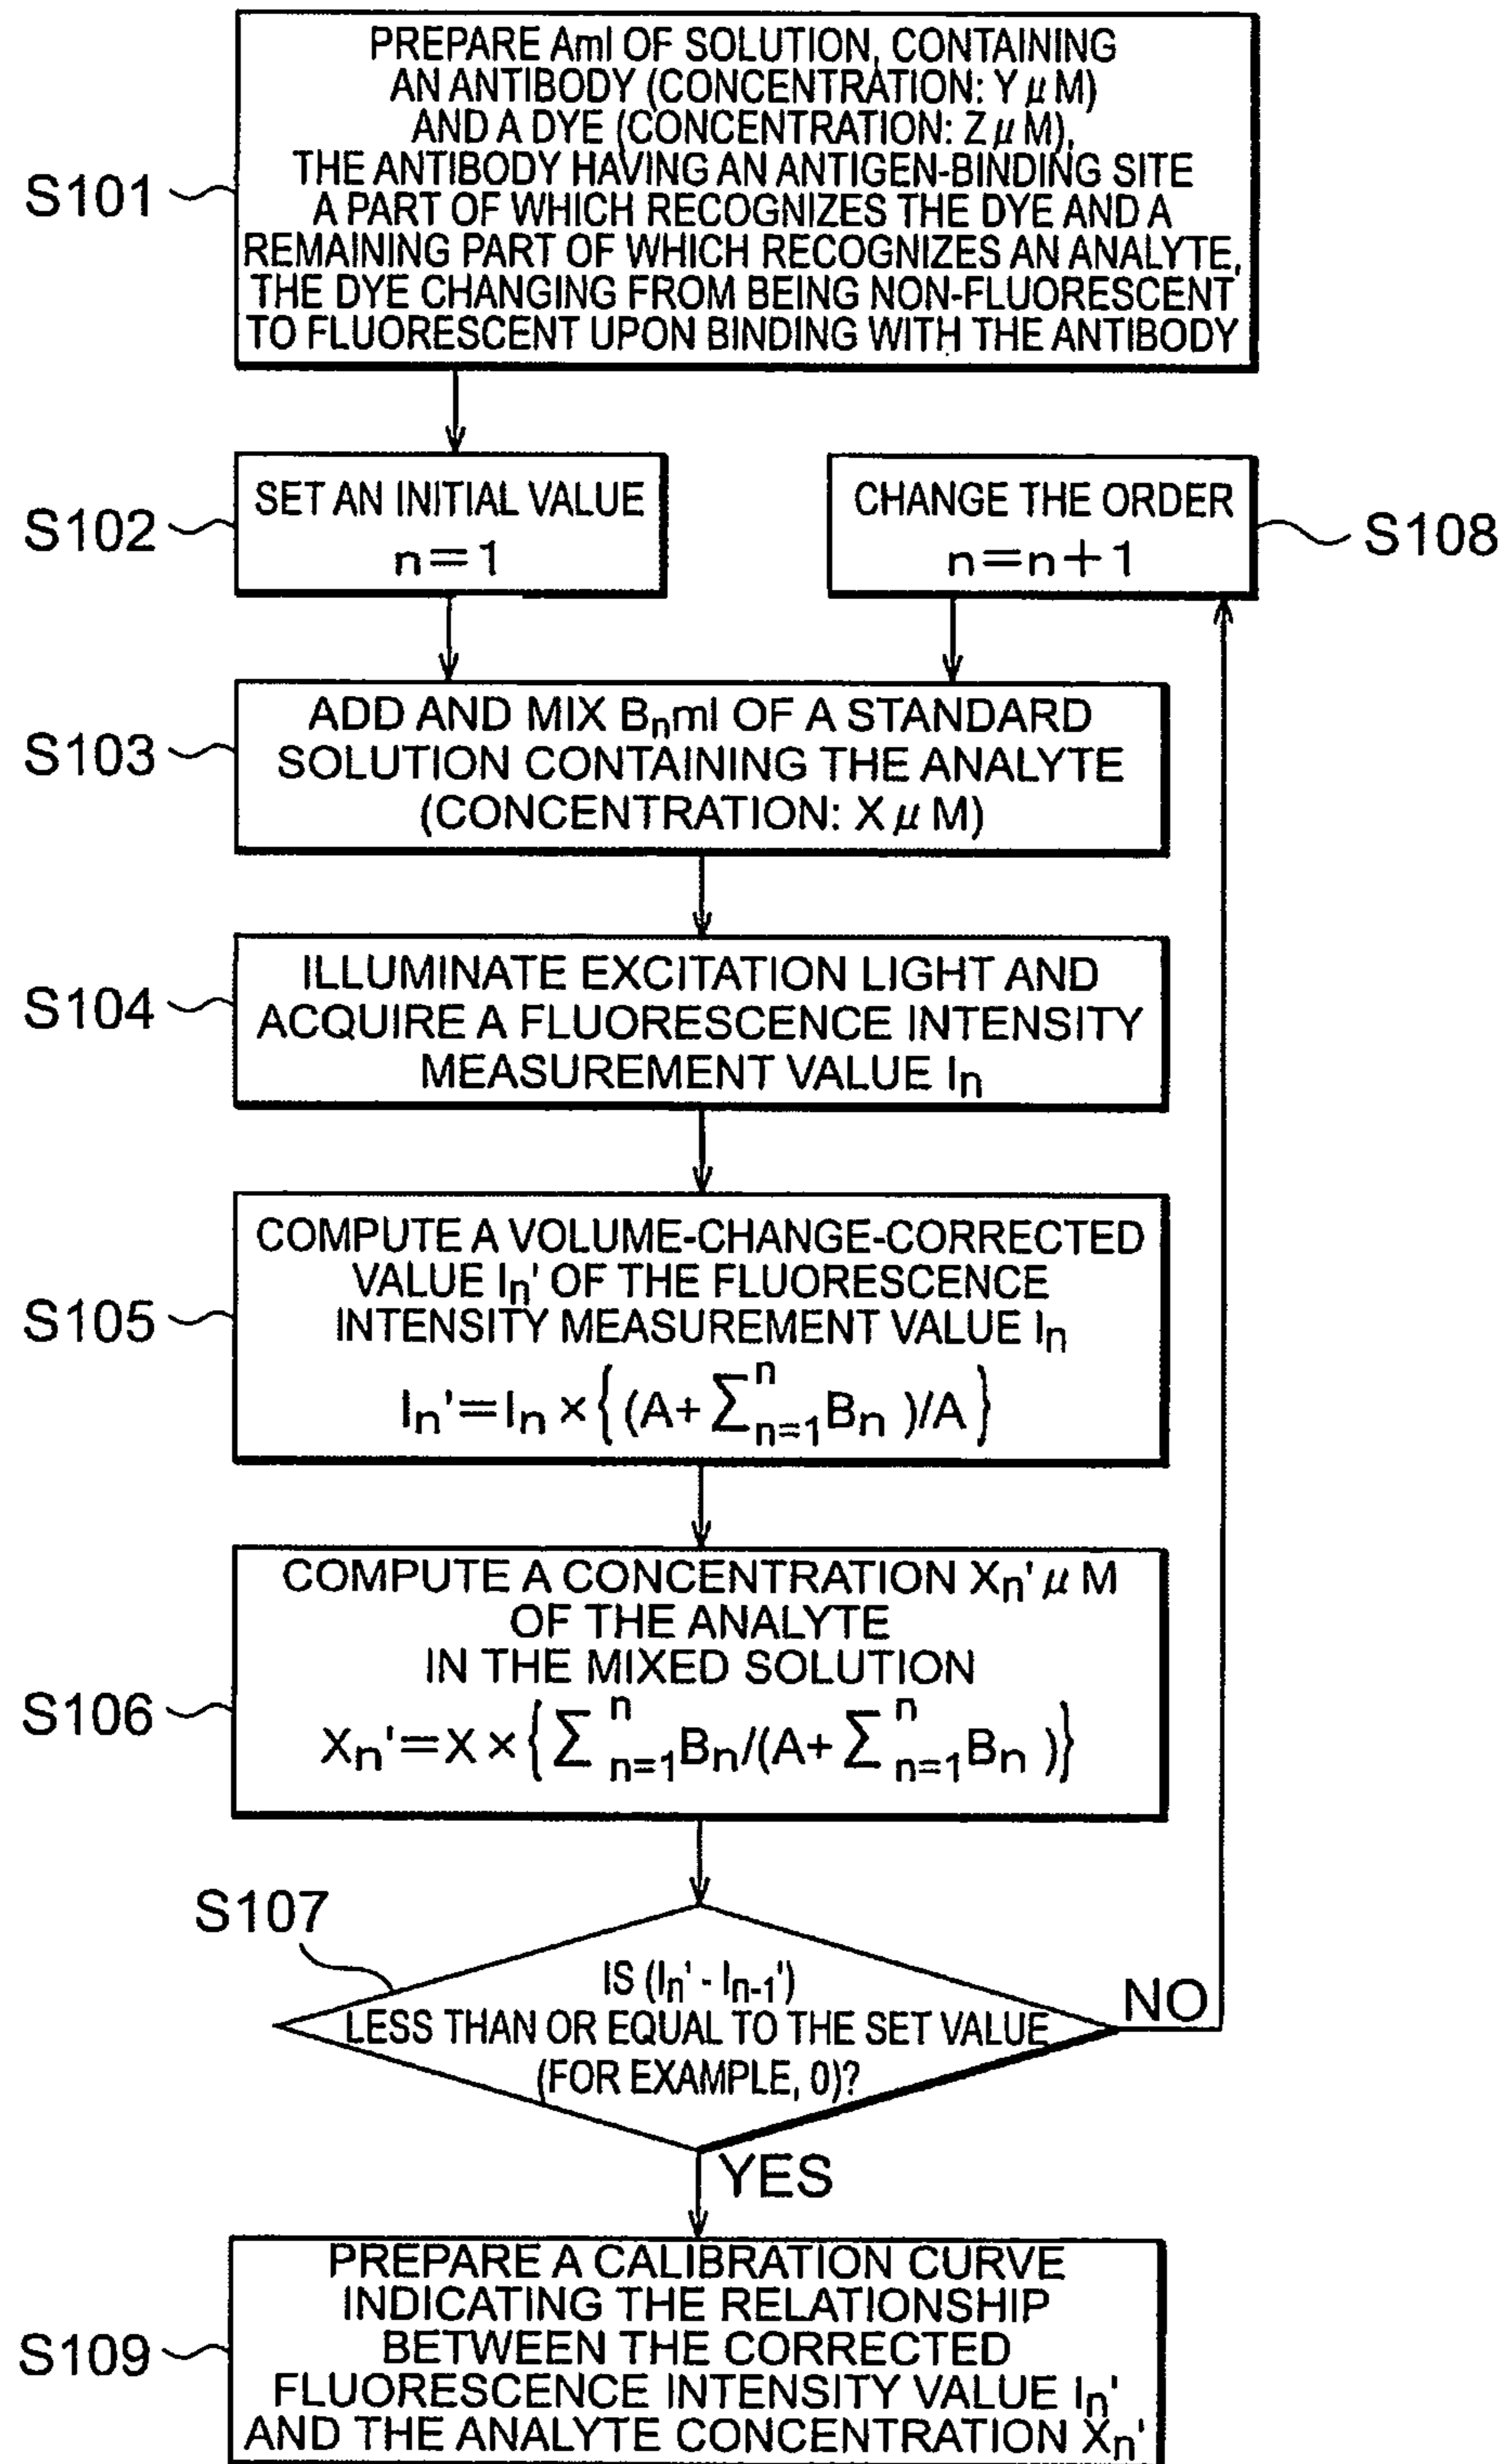 PREPARE Aml OF SOLUTION, CONTAINING
AN ANTIBODY (CONCENTRATION: Y μ M)
AND A DYE (CONCENTRATION: Z μ M),
THE ANTIBODY HAVING AN ANTIGEN-BINDING SITE
A PART OF WHICH RECOGNIZES THE DYE AND A
REMAINING PART OF WHICH RECOGNIZES AN ANALYTE,
THE DYE CHANGING FROM BEING NON-FLUORESCENT
TO FLUORESCENT UPON BINDING WITH THE ANTIBODY
S101
SET AN INITIAL VALUE
n=1
S102
CHANGE THE ORDER
n=n+1
S108
ADD AND MIX Bnml OF A STANDARD
SOLUTION CONTAINING THE ANALYTE
(CONCENTRATION: X μ M)
S103
ILLUMINATE EXCITATION LIGHT AND
ACQUIRE A FLUORESCENCE INTENSITY
MEASUREMENT VALUE In
S104
COMPUTE A VOLUME-CHANGE-CORRECTED
VALUE In' OF THE FLUORESCENCE
INTENSITY MEASUREMENT VALUE In
In'=In×{(A+∑ⁿn=1Bn)/A}
S105
COMPUTE A CONCENTRATION Xn' μ M
OF THE ANALYTE
IN THE MIXED SOLUTION
Xn'=X×{∑ⁿn=1Bn/(A+∑ⁿn=1Bn)}
S106
S107
IS (In' - In-1')
LESS THAN OR EQUAL TO THE SET VALUE
(FOR EXAMPLE, 0)?
NO
YES
PREPARE A CALIBRATION CURVE
INDICATING THE RELATIONSHIP
BETWEEN THE CORRECTED
FLUORESCENCE INTENSITY VALUE In'
AND THE ANALYTE CONCENTRATION Xn'
S109